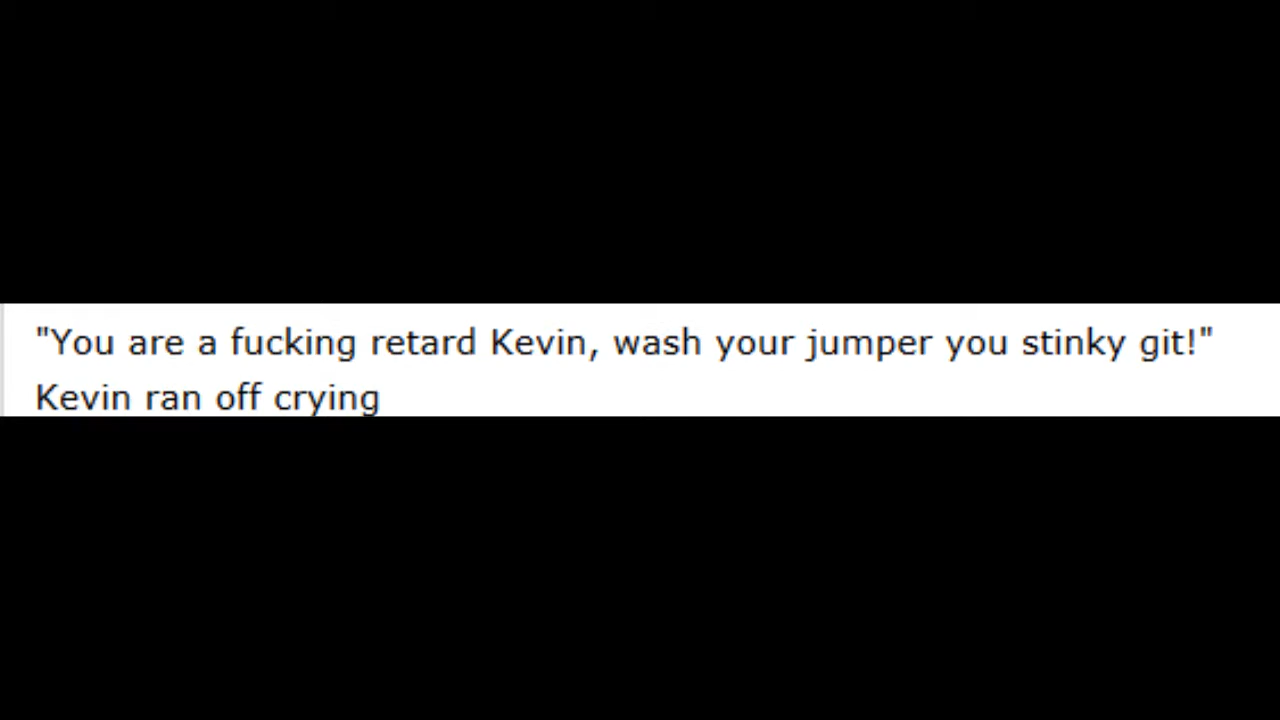 "You are a fucking retard Kevin, wash your jumper you stinky git!"
Kevin ran off crying